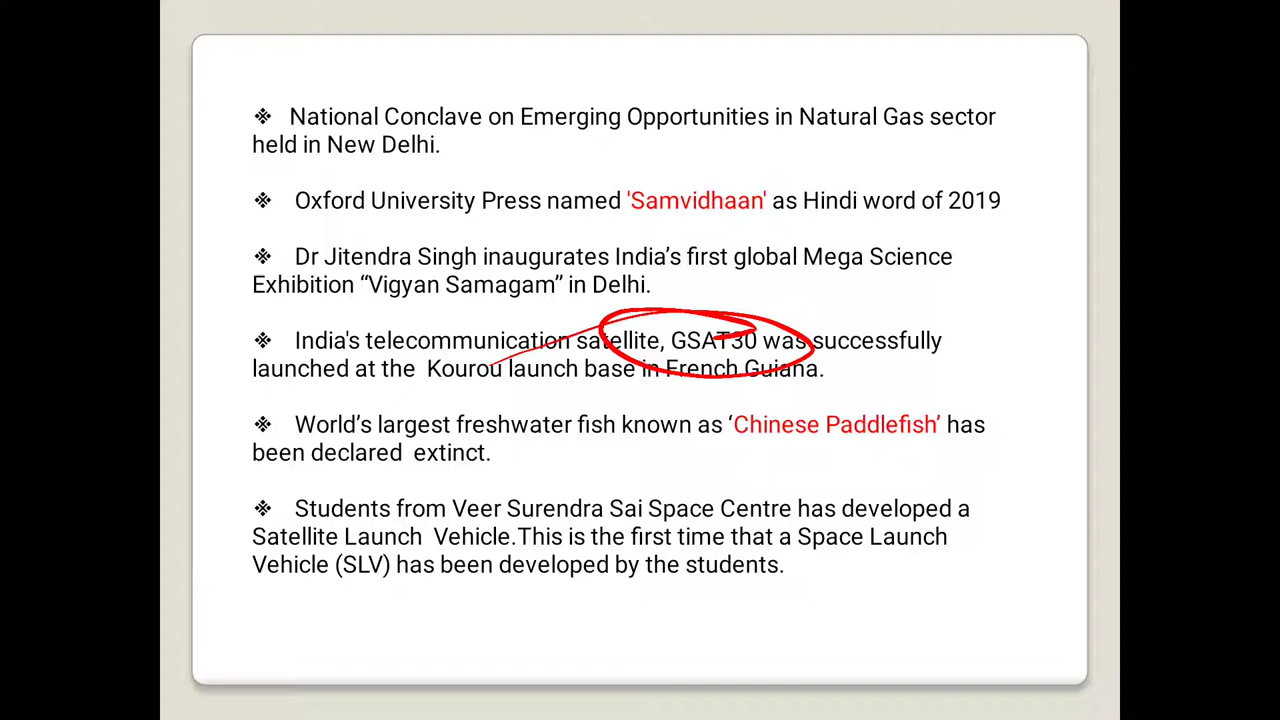 ❖ National Conclave on Emerging Opportunities in Natural Gas sector
held in New Delhi.
❖ Oxford University Press named 'Samvidhaan' as Hindi word of 2019
❖ Dr Jitendra Singh inaugurates India’s first global Mega Science
Exhibition “Vigyan Samagam” in Delhi.
❖ India's telecommunication satellite, GSAT30 was successfully
launched at the Kourou launch base in French Guiana.
❖ World’s largest freshwater fish known as ‘Chinese Paddlefish’ has
been declared extinct.
❖ Students from Veer Surendra Sai Space Centre has developed a
Satellite Launch Vehicle.This is the first time that a Space Launch
Vehicle (SLV) has been developed by the students.